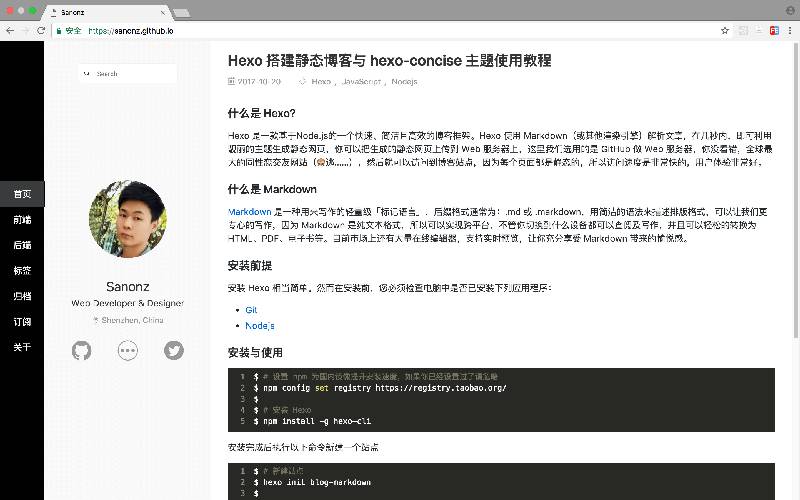 Sanonz
安全 https://sanonz.github.io
Search
首页
前端
后端
标签
归档
订阅
关于
Sanonz
Web Developer & Designer
Shenzhen, China
Hexo 搭建静态博客与 hexo-concise 主题使用教程
2017-10-20 Hexo , JavaScript , Nodejs
什么是 Hexo?
Hexo 是一款基于Node.js的一个快速、简洁且高效的博客框架。Hexo 使用 Markdown（或其他渲染引擎）解析文章，在几秒内，即可利用
靓丽的主题生成静态网页，你可以把生成的静态网页上传到 Web 服务器上，这里我们选用的是 GitHub 做 Web 服务器，你没看错，全球最
大的同性恋交友网站（🙈逃......），然后就可以访问到博客站点，因为每个页面都是静态的，所以访问速度是非常快的，用户体验非常好。
什么是 Markdown
Markdown 是一种用来写作的轻量级「标记语言」，后缀格式通常为：.md 或 .markdown，用简洁的语法来描述排版格式，可以让我们更
专心的写作，因为 Markdown 是纯文本格式，所以可以实现跨平台，不管你切换到什么设备都可以查阅及写作，并且可以轻松的转换为
HTML、PDF、电子书等。目前市场上还有大量在线编辑器，支持实时预览，让你充分享受 Markdown 带来的愉悦感。
安装前提
安装 Hexo 相当简单。然而在安装前，您必须检查电脑中是否已安装下列应用程序：
Git
Nodejs
安装与使用
1 $ # 设置 npm 为国内镜像提升安装速度，如果你已经设置过了请忽略
2 $ npm config set registry https://registry.taobao.org/
3 $
4 $ # 安装 Hexo
5 $ npm install -g hexo-cli
安装完成后执行以下命令新建一个站点
1 $ # 新建站点
2 $ hexo init blog-markdown
3 $